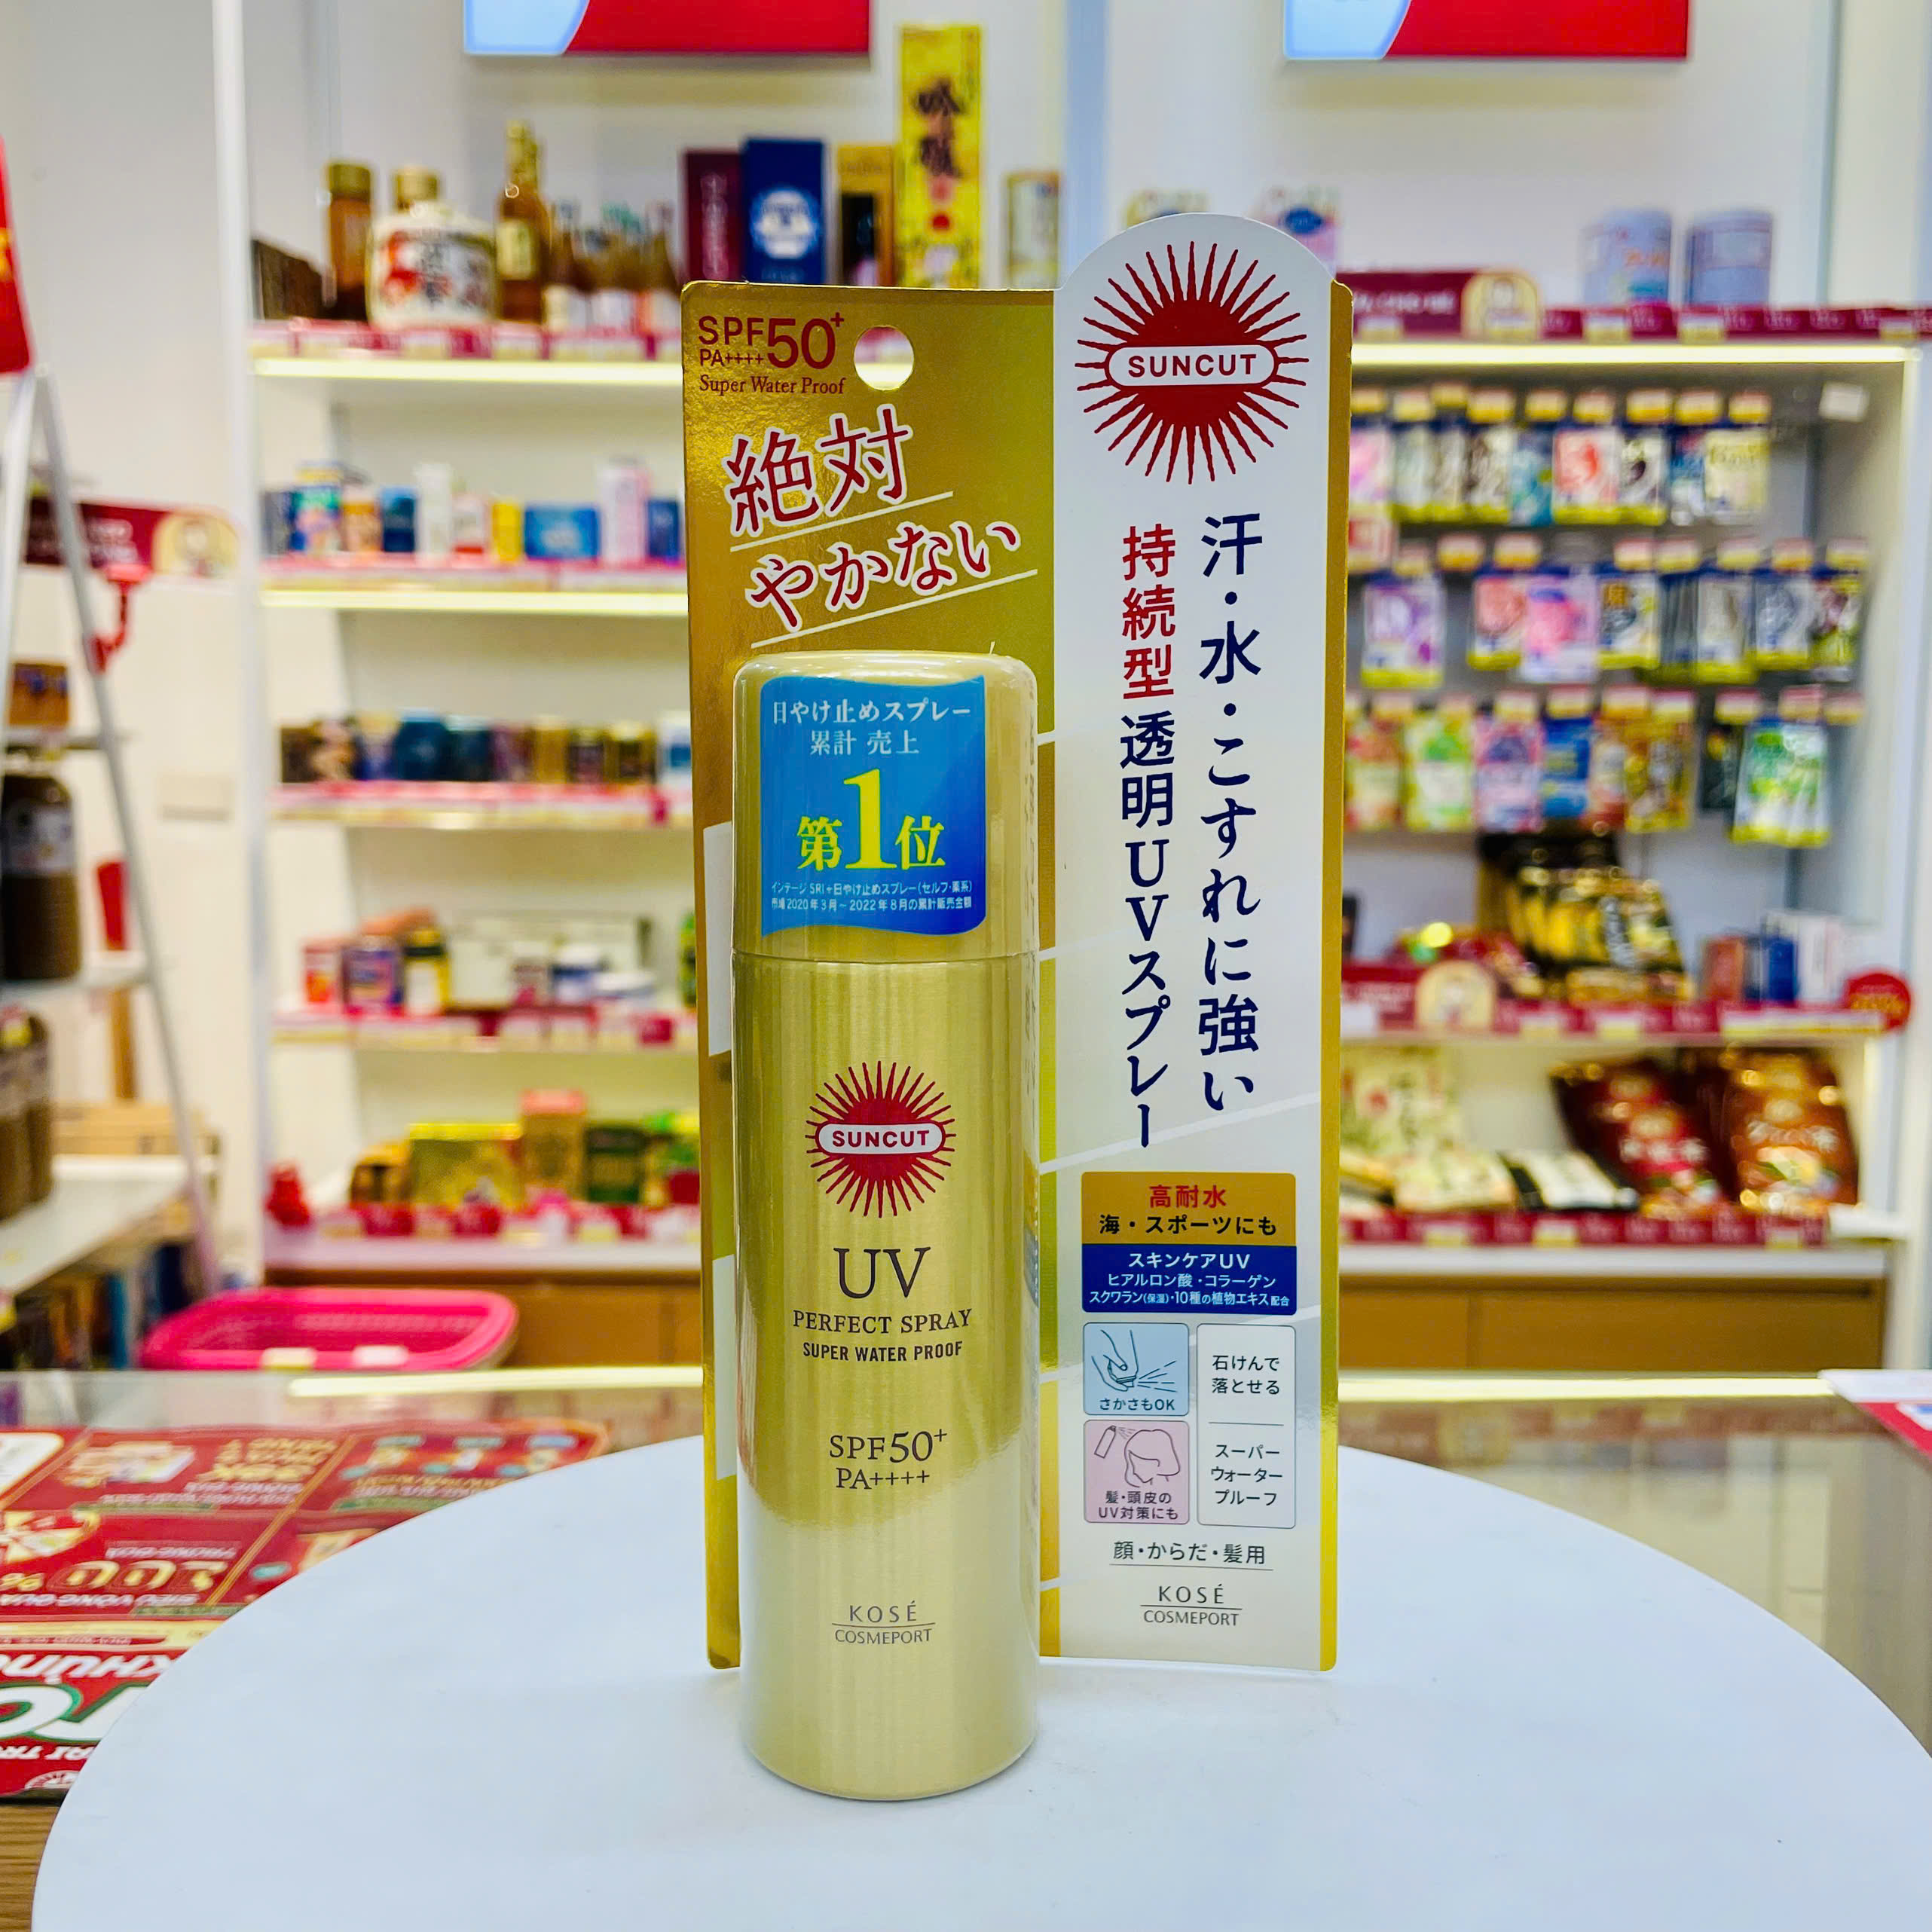 SPF50+
PA++++
Super Water Proof
絶対
やかない
SUNCUT
汗・水・こすれに強い
持続型透明UVスプレー
日やけ止めスプレー
累計 売上
第1位
インテージSRI+日やけ止めスプレー(セルフ・薬系)
市場2020年3月~2022年8月の累計販売金額
SUNCUT
UV
PERFECT SPRAY
SUPER WATER PROOF
SPF50+
PA++++
KOSÉ
COSMEPORT
高耐水
海・スポーツにも
スキンケアUV
ヒアルロン酸・コラーゲン
スクワラン(保湿)・10種の植物エキス配合
さかさもOK
髪・頭皮の
UV対策にも
石けんで
落とせる
スーパー
ウォーター
プルーフ
顔・からだ・髪用
KOSÉ
COSMEPORT